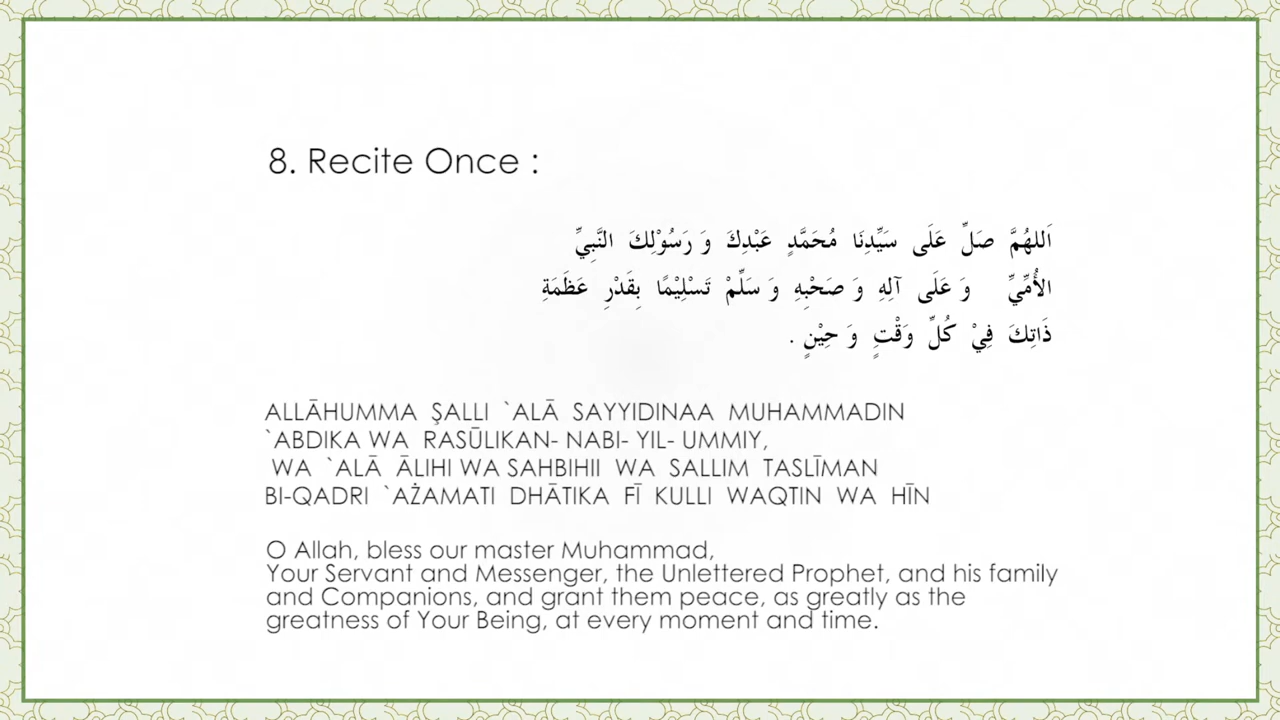 8. Recite Once :
اَللهُمَّ صَلِّ عَلَى سَيِّدِنَا مُحَمَّدٍ عَبْدِكَ وَ رَسُوْلِكَ النَّبِيِّ
الأُمِّيِّ وَ عَلَى آلِهِ وَ صَحْبِهِ وَ سَلِّمْ تَسْلِيْمًا بِقَدْرِ عَظَمَةِ
ذَاتِكَ فِيْ كُلِّ وَقْتٍ وَ حِيْنٍ .
ALLĀHUMMA ŞALLI `ALĀ SAYYIDINAA MUHAMMADIN
`ABDIKA WA RASŪLIKAN- NABI- YIL- UMMIY,
WA `ALĀ ĀLIHI WA SAHBIHII WA SALLIM TASLĪMAN
BI-QADRI `AŻAMATI DHĀTIKA FĪ KULLI WAQTIN WA HĪN
O Allah, bless our master Muhammad,
Your Servant and Messenger, the Unlettered Prophet, and his family
and Companions, and grant them peace, as greatly as the
greatness of Your Being, at every moment and time.